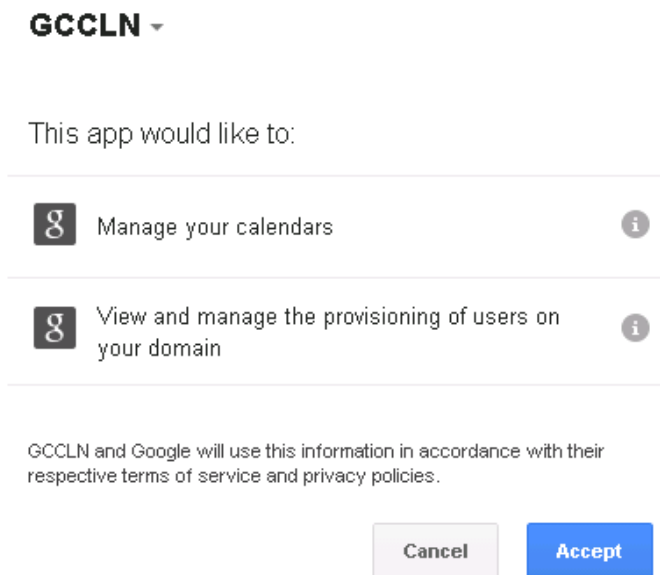 GCCLN
This app would like to:
g Manage your calendars i
g View and manage the provisioning of users on i
your domain
GCCLN and Google will use this information in accordance with their
respective terms of service and privacy policies.
Cancel Accept